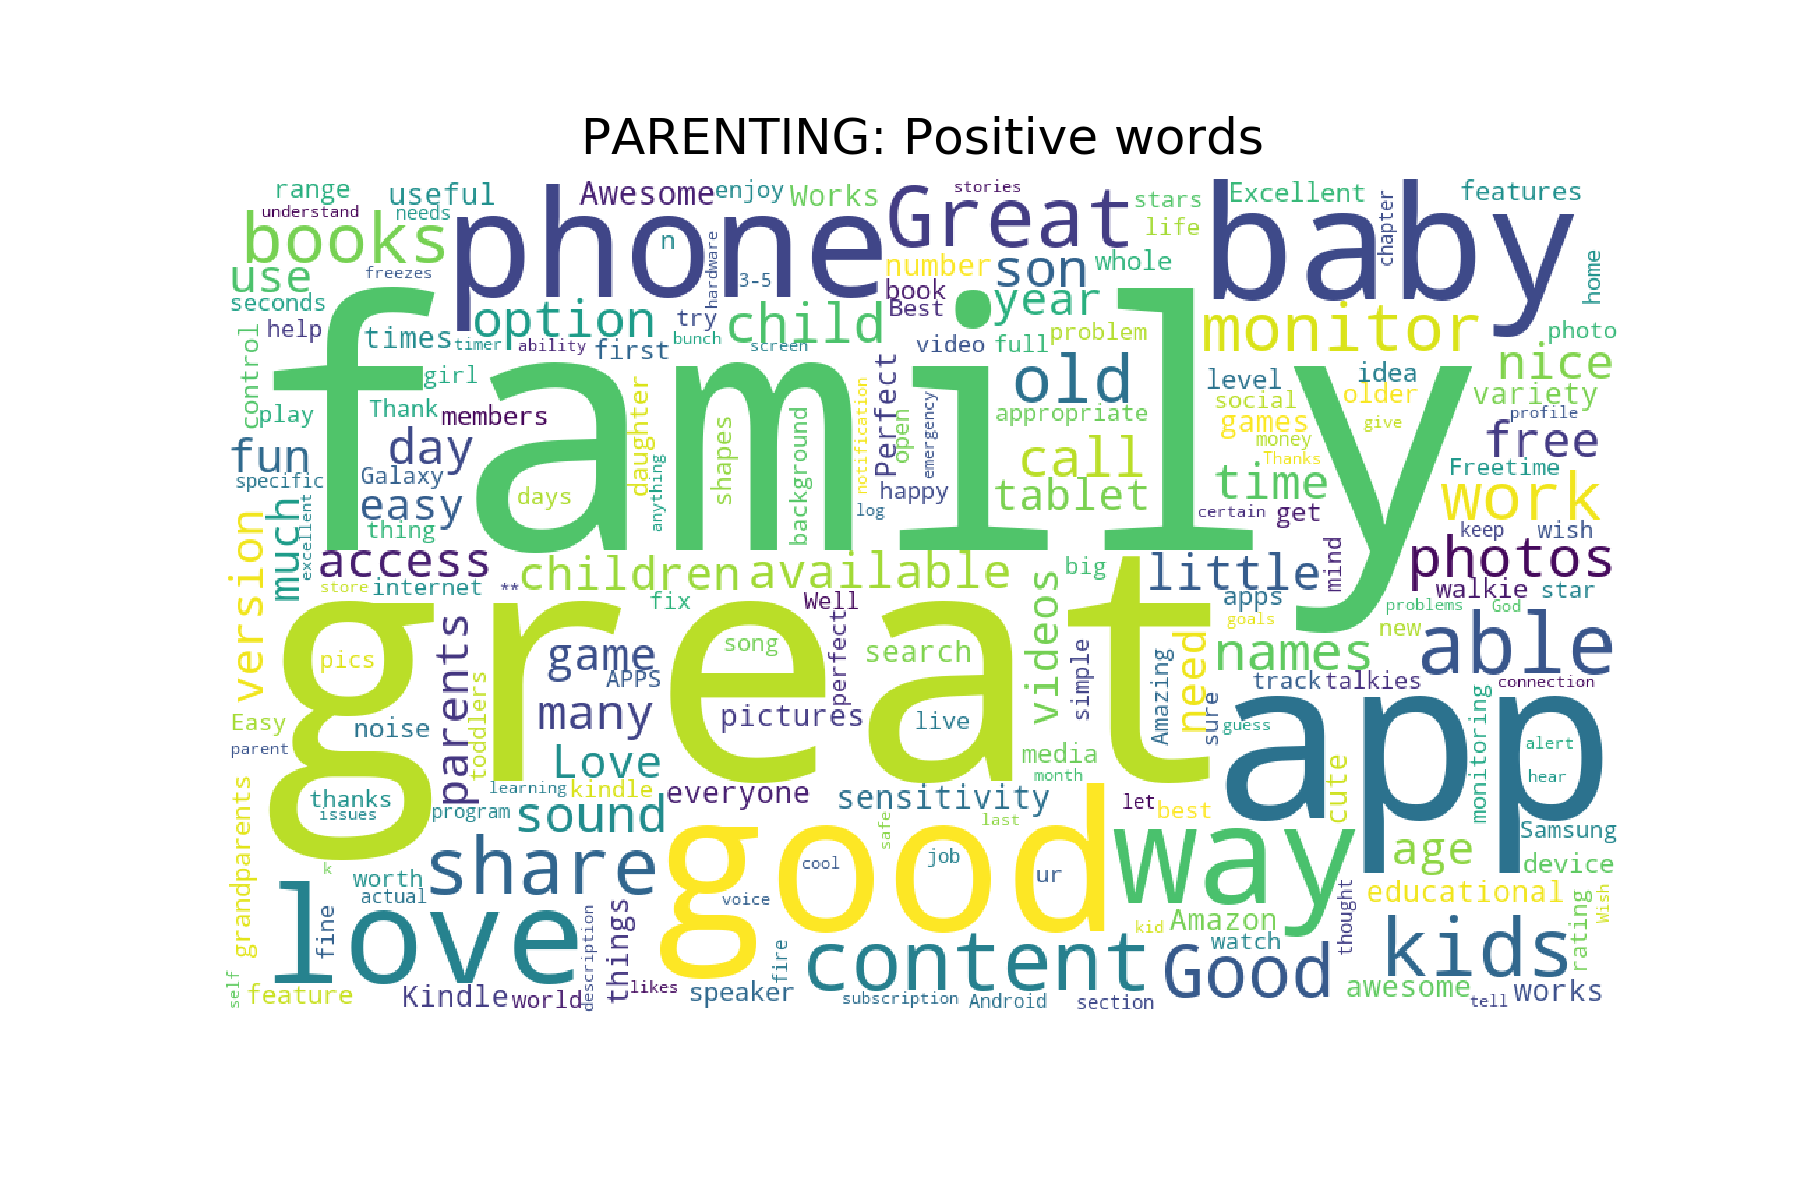 PARENTING: Positive words
range
useful
Awesome
enjoy
Works
Great
stories
stars
baby
Excellent
features
understand
needs
books
phone
n
life
chapter
use
freezes
hardware
3-5
number
son
whole
home
seconds
book
Best
year
help
times
option
timer
ability
first
try
bunch
child
screen
video
full
problem
monitor
photo
control
family
girl
nice
play
Thank
members
daughter
shapes
background
notification
Perfect
open
emergency
old
appropriate
level
social
idea
older
variety
games
give
profile
fun
day
money
Thanks
free
specific
Galaxy
call
Freetime
easy
days
anything
happy
tablet
time
work
much
excellent
thing
log
certain
get
keep
wish
version
access
children
available
videos
big
little
mind
photos
store
internet
**
fix
Well
apps
walkie
star
great
parents
game
APPS
song
perfect
search
simple
Amazing
need
goals
names
problems
God
new
able
pics
toddlers
many
pictures
live
sure
track
talkies
connection
app
Easy
noise
guess
monitoring
parent
Love
media
month
alert
hear
grandparents
thanks
issues
program
learning
kindle
everyone
sensitivity
let
best
cute
sound
good
safe
last
way
Samsung
share
cool
job
ur
age
device
k
worth
actual
voice
educational
love
fine
description
things
kid
Amazon
thought
rating
Wish
content
watch
kids
self
feature
Kindle
world
likes
speaker
fire
subscription
Android
section
Good
awesome
tell
works